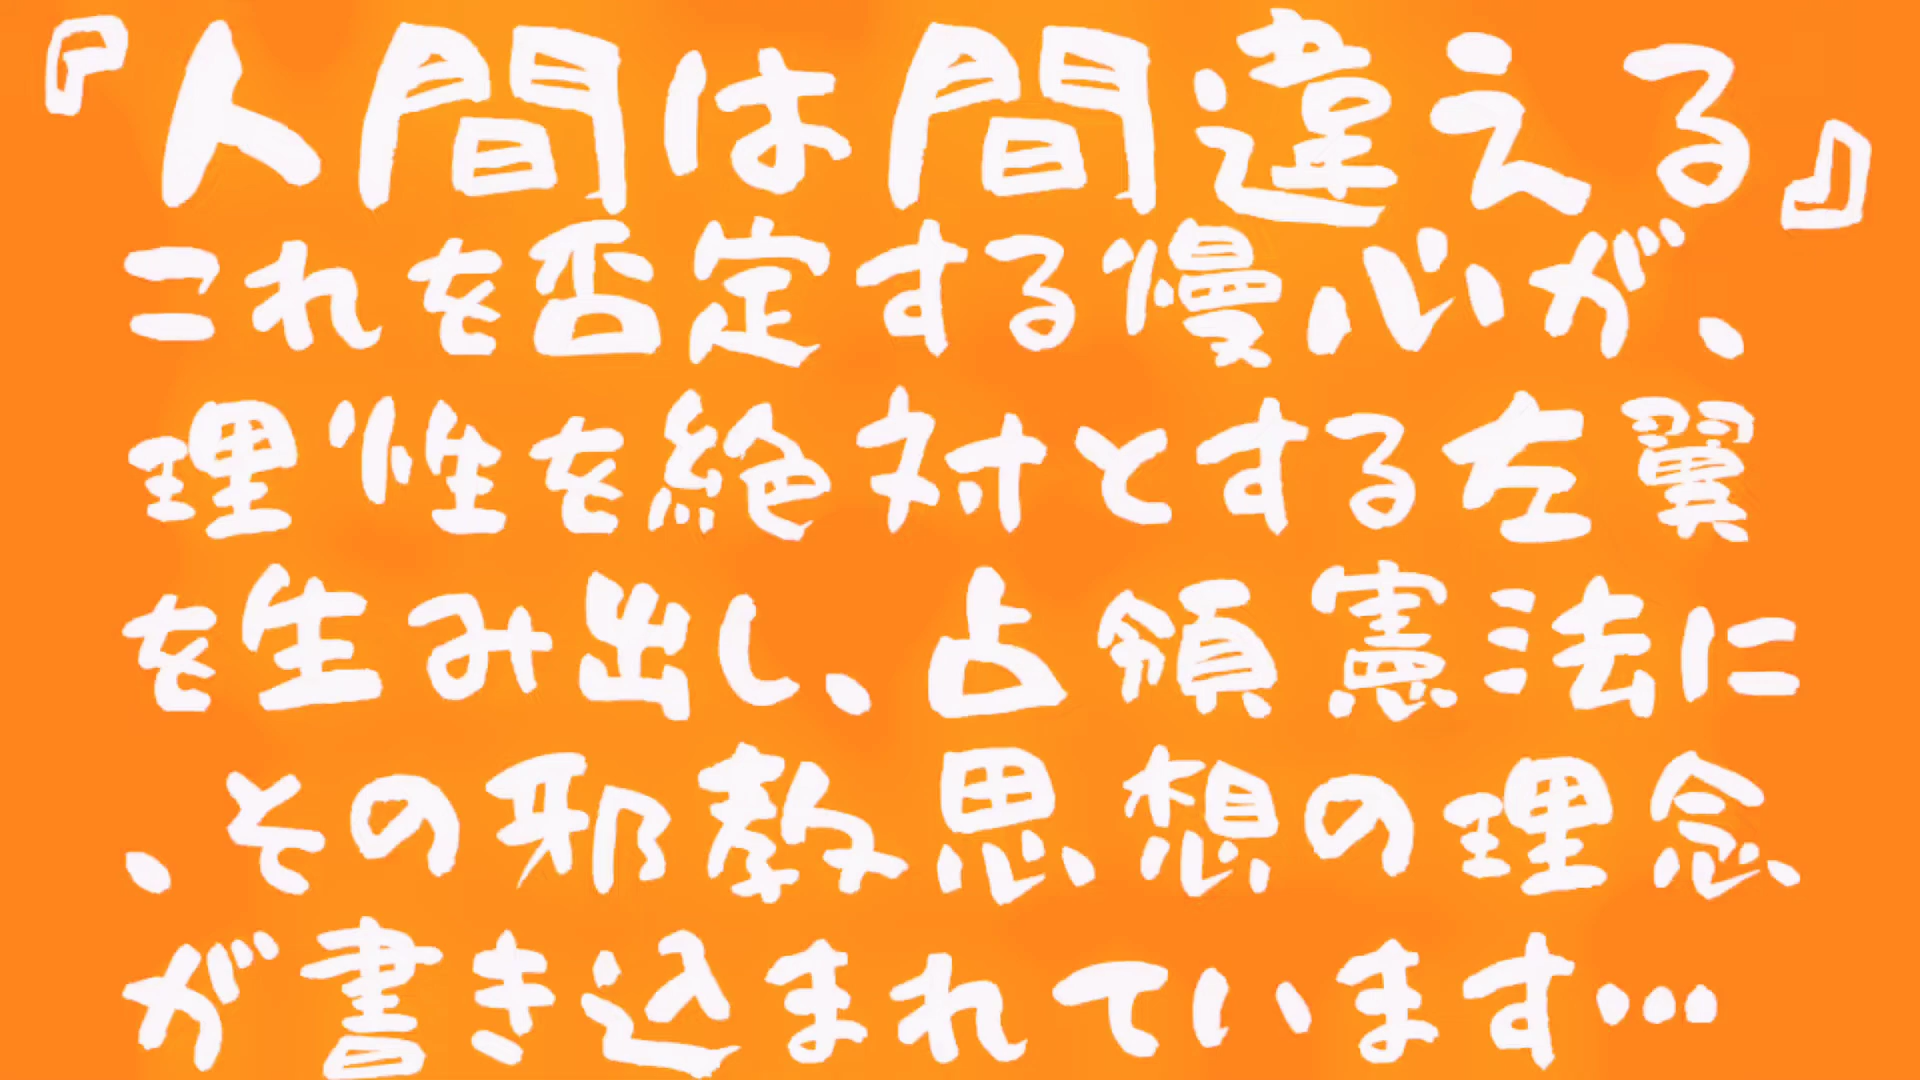 『人間は間違える』
これを否定する慢心が、
理性を絶対とする左翼
を生み出し、占領憲法に
、その邪教思想の理念
が書き込まれています…